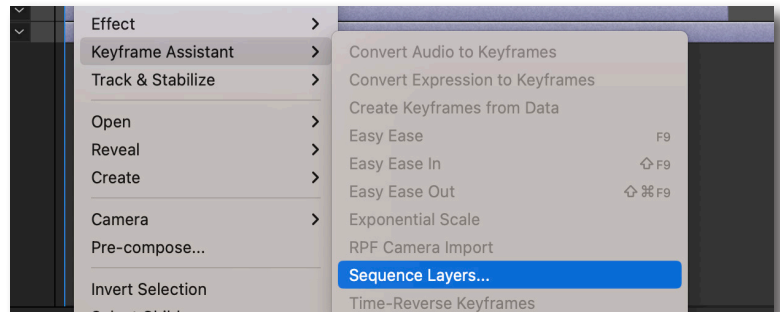 Effect
Keyframe Assistant
Track & Stabilize
Open
Reveal
Create
Camera
Pre-compose...
Invert Selection
Convert Audio to Keyframes
Convert Expression to Keyframes
Create Keyframes from Data
Easy Ease F9
Easy Ease In ⇧F9
Easy Ease Out ⇧⌘F9
Exponential Scale
RPF Camera Import
Sequence Layers...
Time-Reverse Keyframes